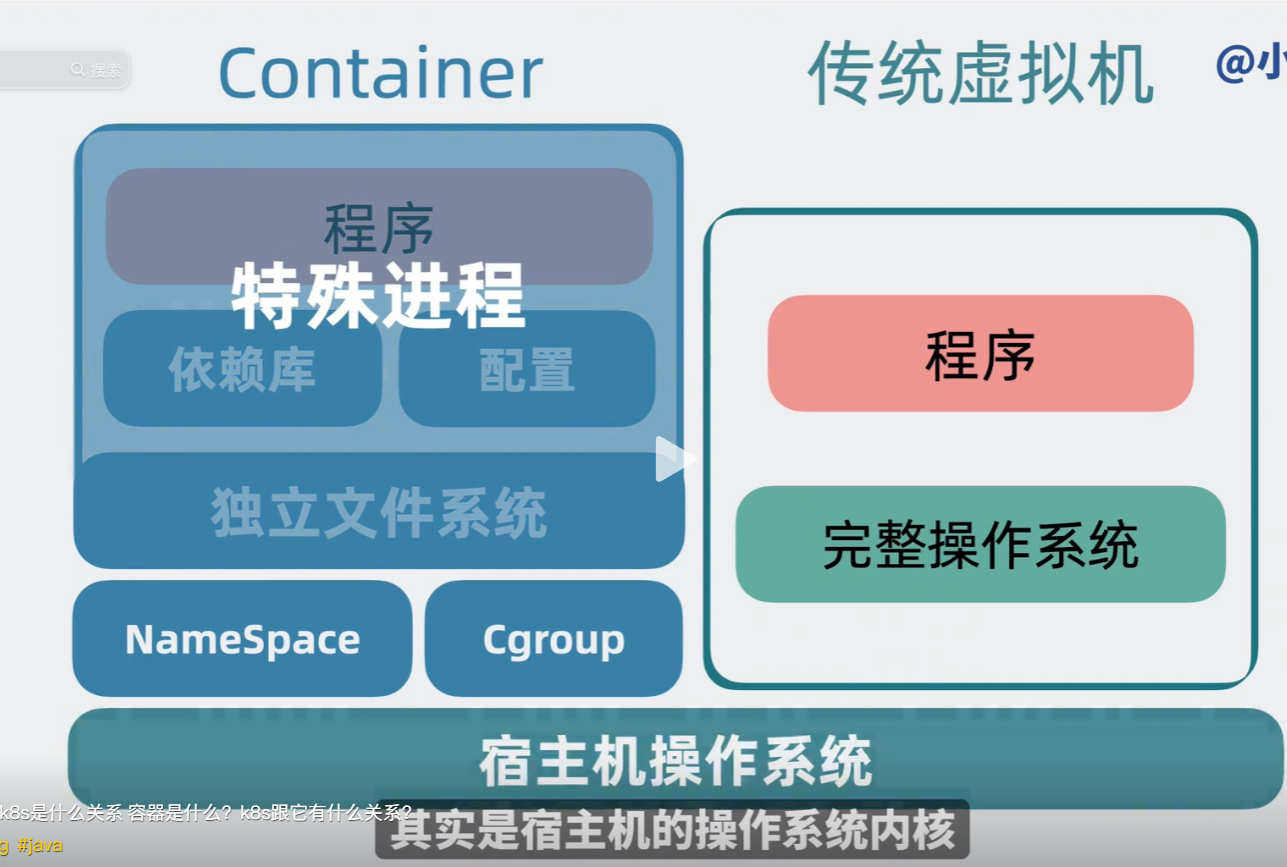 搜索
Container
传统虚拟机
@小
程序
特殊进程
依赖库
配置
独立文件系统
NameSpace
Cgroup
程序
完整操作系统
宿主机操作系统
k8s是什么关系 容器是什么？k8s跟它有什么关系？
其实是宿主机的操作系统内核
g #java